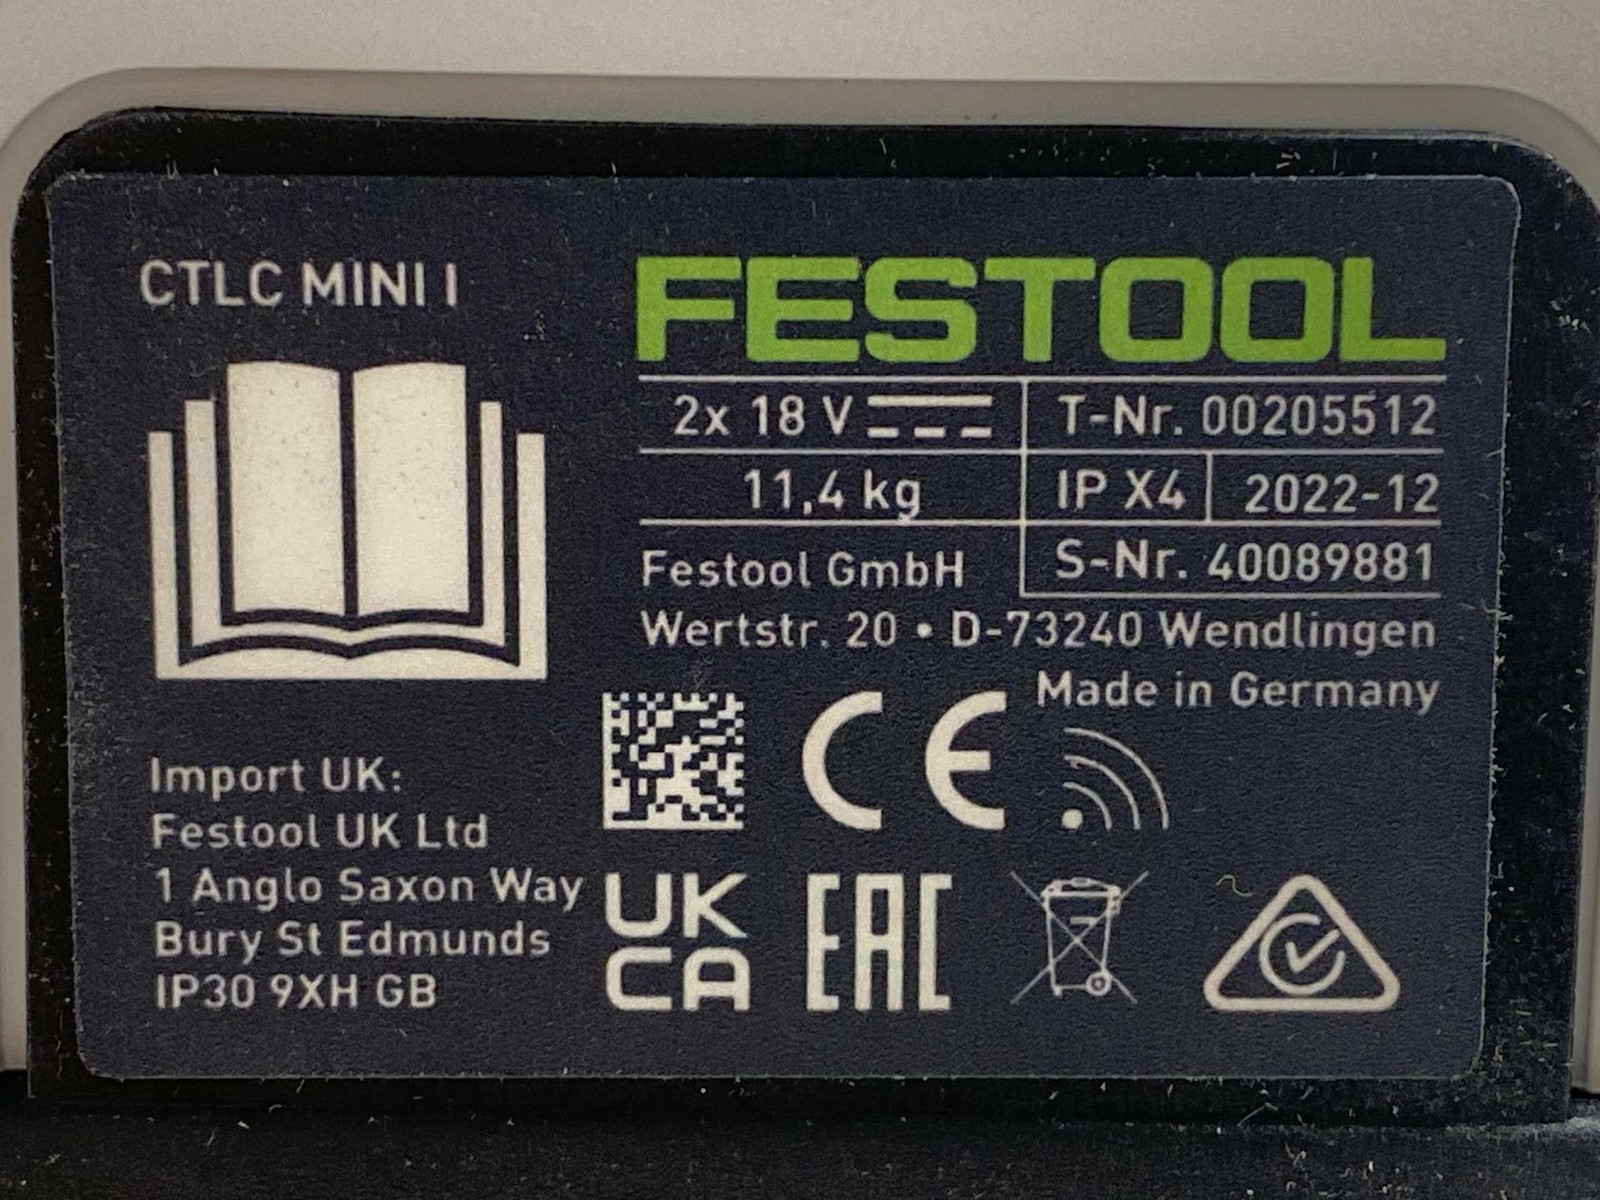 CTLC MINI I
FESTOOL
2x 18 V
T-Nr. 00205512
11,4 kg
IP X4
2022-12
Festool GmbH
S-Nr. 40089881
Wertstr. 20 • D-73240 Wendlingen
Made in Germany
CE
Import UK:
Festool UK Ltd
1 Anglo Saxon Way
Bury St Edmunds
IP30 9XH GB
UK
CA
EAC